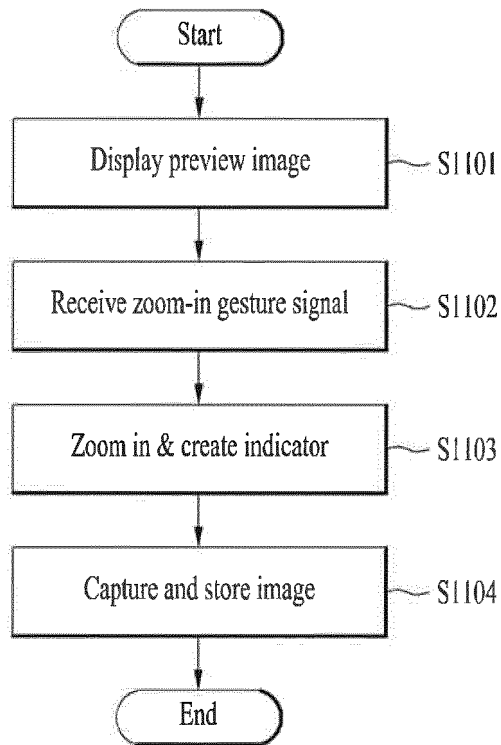 Start
Display preview image
S1101
Receive zoom-in gesture signal
S1102
Zoom in & create indicator
S1103
Capture and store image
S1104
End